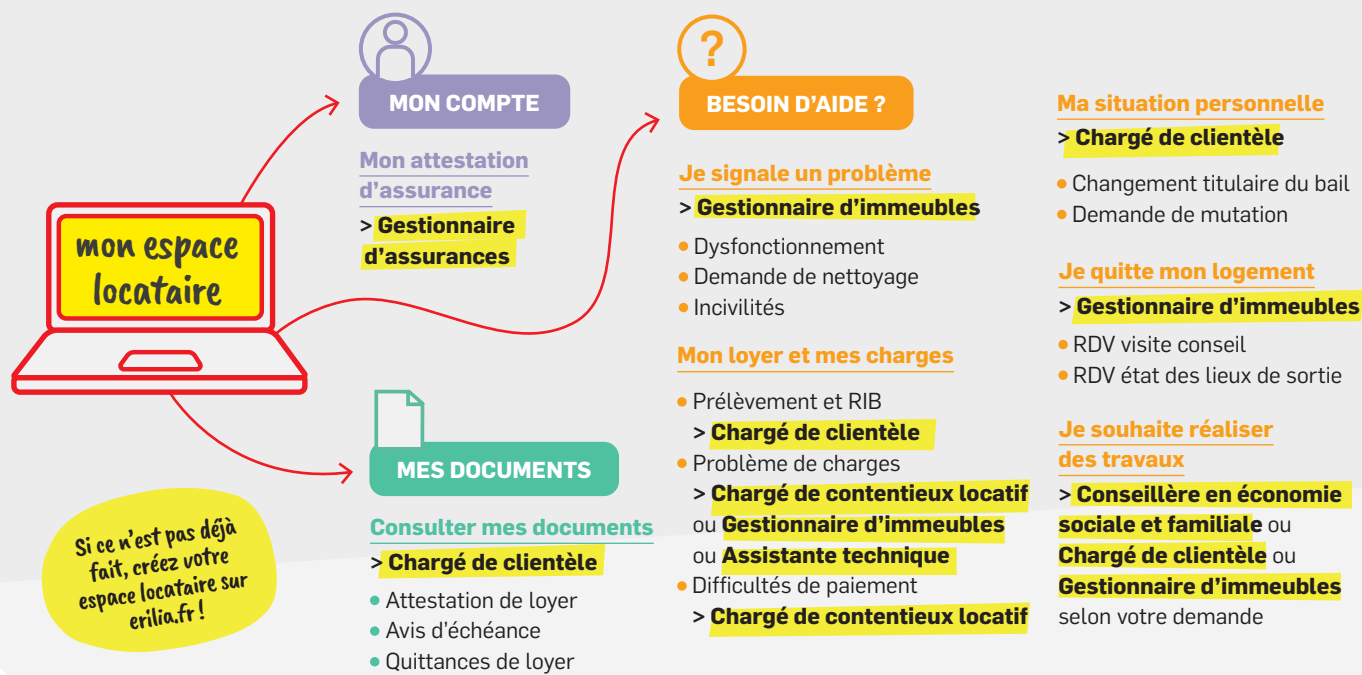 mon espace
locataire
Si ce n'est pas déjà
fait, créez votre
espace locataire sur
erilia.fr !
MON COMPTE
Mon attestation
d'assurance
> Gestionnaire
d'assurances
MES DOCUMENTS
Consulter mes documents
> Chargé de clientèle
• Attestation de loyer
• Avis d'échéance
• Quittances de loyer
?
BESOIN D'AIDE ?
Je signale un problème
> Gestionnaire d'immeubles
• Dysfonctionnement
• Demande de nettoyage
• Incivilités
Mon loyer et mes charges
• Prélèvement et RIB
> Chargé de clientèle
• Problème de charges
> Chargé de contentieux locatif
ou Gestionnaire d'immeubles
ou Assistante technique
• Difficultés de paiement
> Chargé de contentieux locatif
Ma situation personnelle
> Chargé de clientèle
• Changement titulaire du bail
• Demande de mutation
Je quitte mon logement
> Gestionnaire d'immeubles
• RDV visite conseil
• RDV état des lieux de sortie
Je souhaite réaliser
des travaux
> Conseillère en économie
sociale et familiale ou
Chargé de clientèle ou
Gestionnaire d'immeubles
selon votre demande